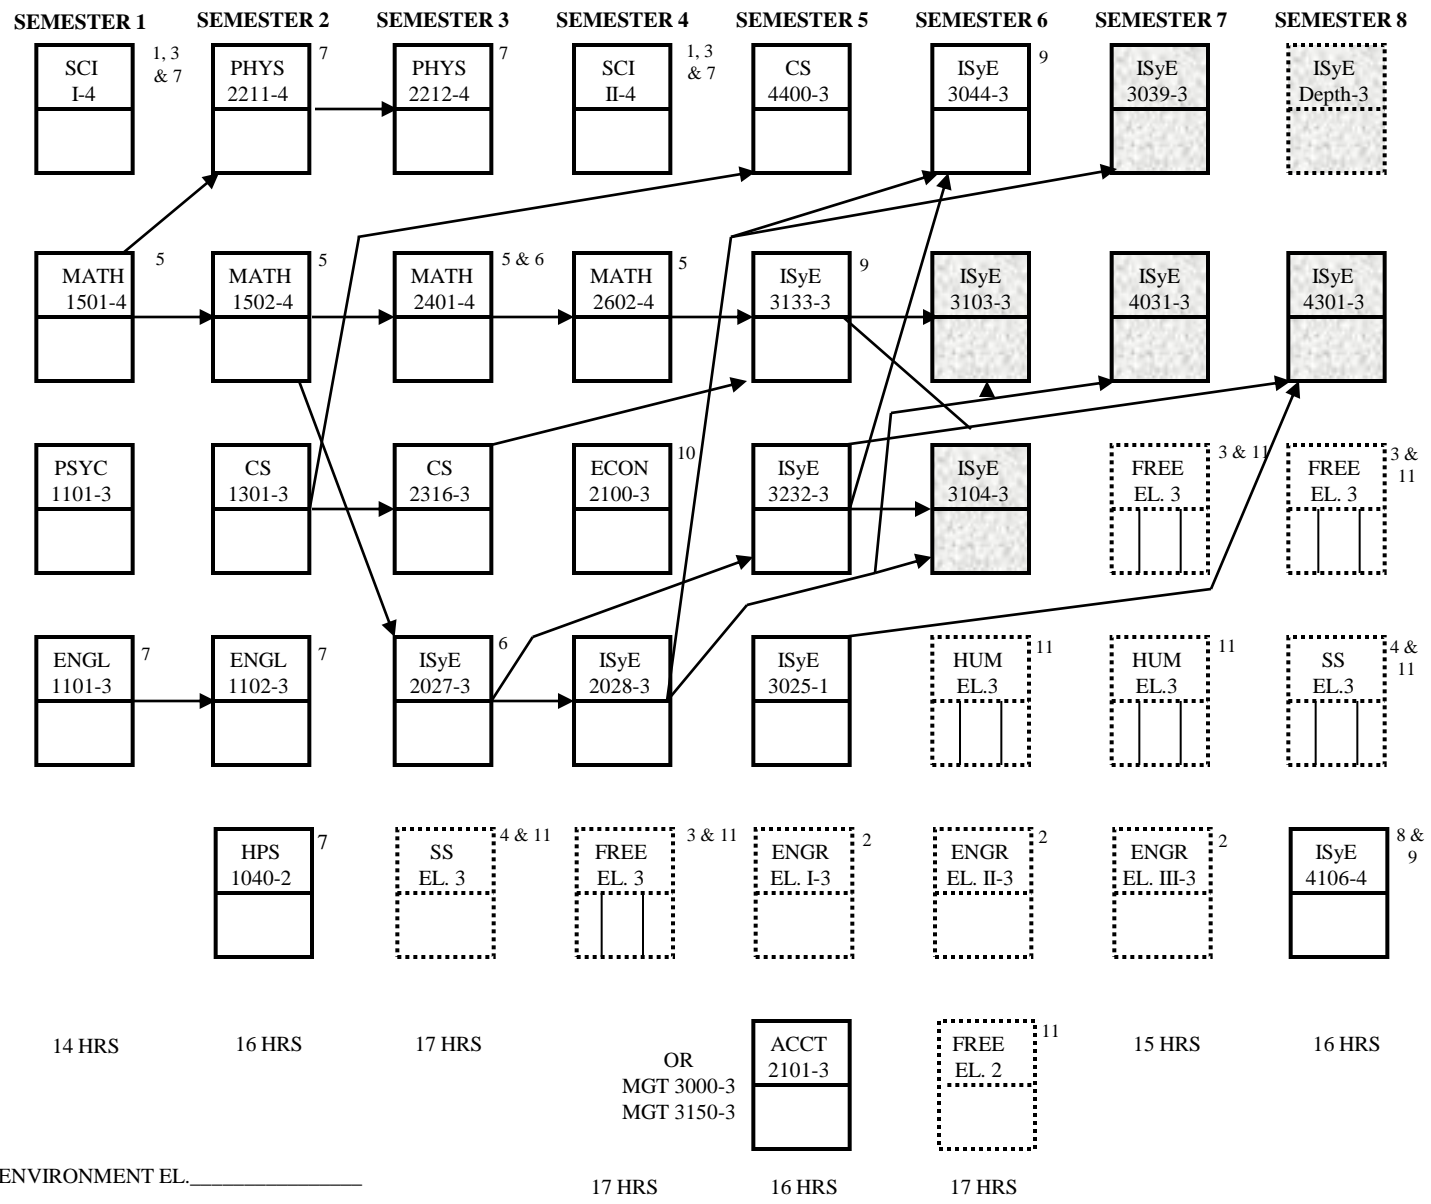 SEMESTER 1 SEMESTER 2 SEMESTER 3 SEMESTER 4 SEMESTER 5 SEMESTER 6 SEMESTER 7 SEMESTER 8
SCI
I-4
1, 3
& 7
PHYS
2211-4
7
PHYS
2212-4
7
SCI
II-4
1, 3
& 7
CS
4400-3
ISyE
3044-3
9
ISyE
3039-3
ISyE
Depth-3
MATH
1501-4
5
MATH
1502-4
5
MATH
2401-4
5 & 6
MATH
2602-4
5
ISyE
3133-3
9
ISyE
3103-3
ISyE
4031-3
ISyE
4301-3
PSYC
1101-3
CS
1301-3
CS
2316-3
ECON
2100-3
10
ISyE
3232-3
ISyE
3104-3
FREE
EL. 3
3 & 11
FREE
EL. 3
3 &
11
ENGL
1101-3
7
ENGL
1102-3
7
ISyE
2027-3
6
ISyE
2028-3
ISyE
3025-1
HUM
EL.3
11
HUM
EL.3
11
SS
EL.3
4 &
11
HPS
1040-2
7
SS
EL. 3
4 & 11
FREE
EL. 3
3 & 11
ENGR
EL. I-3
2
ENGR
EL. II-3
2
ENGR
EL. III-3
2
ISyE
4106-4
8 &
9
14 HRS
16 HRS
17 HRS
OR
MGT 3000-3
MGT 3150-3
ACCT
2101-3
FREE
EL. 2
11
15 HRS
16 HRS
ENVIRONMENT EL.________________
17 HRS
16 HRS
17 HRS